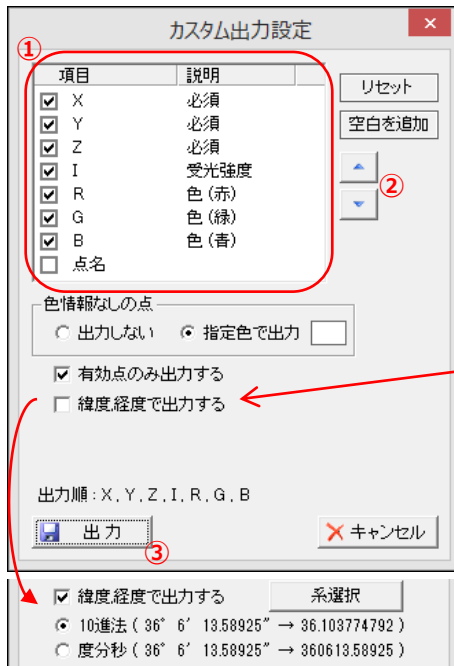 カスタム出力設定
①
項目 説明
X 必須
Y 必須
Z 必須
I 受光強度
R 色(赤)
G 色(緑)
B 色(青)
点名
リセット
空白を追加
②
色情報なしの点
出力しない 指定色で出力
有効点のみ出力する
緯度,経度で出力する
出力順:X,Y,Z,I,R,G,B
出力 キャンセル
③
緯度,経度で出力する 系選択
10進法(36° 6′ 13.58925″ → 36.103774792)
度分秒(36° 6′ 13.58925″ → 360613.58925)